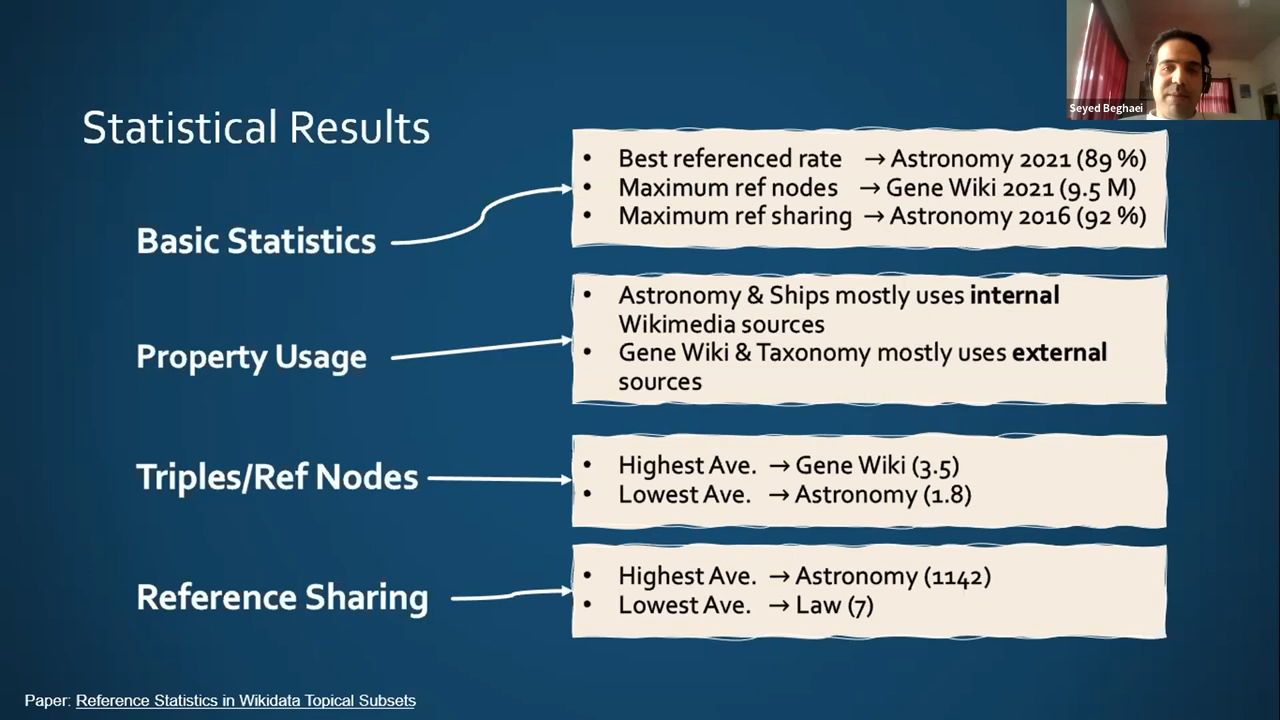 Seyed Beghaei
Statistical Results
Basic Statistics
• Best referenced rate → Astronomy 2021 (89 %)
• Maximum ref nodes → Gene Wiki 2021 (9.5 M)
• Maximum ref sharing → Astronomy 2016 (92 %)
Property Usage
• Astronomy & Ships mostly uses internal
Wikimedia sources
• Gene Wiki & Taxonomy mostly uses external
sources
Triples/Ref Nodes
• Highest Ave. → Gene Wiki (3.5)
• Lowest Ave. → Astronomy (1.8)
Reference Sharing
• Highest Ave. → Astronomy (1142)
• Lowest Ave. → Law (7)
Paper: Reference Statistics in Wikidata Topical Subsets